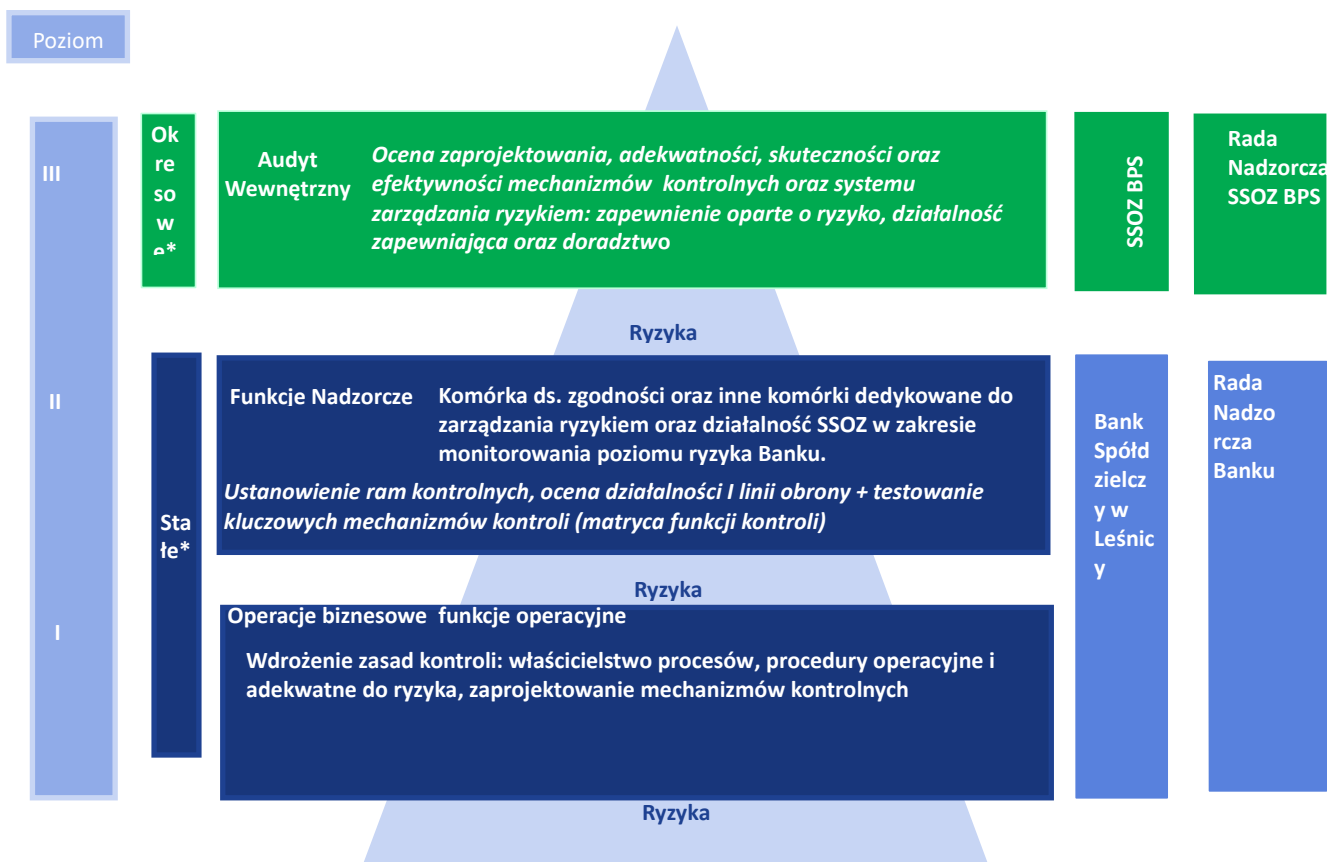 Poziom
III
II
I
Ok
re
so
w
e*
Audyt
Wewnętrzny
Ocena zaprojektowania, adekwatności, skuteczności oraz
efektywności mechanizmów kontrolnych oraz systemu
zarządzania ryzykiem: zapewnienie oparte o ryzyko, działalność
zapewniająca oraz doradztwo
SSOZ BPS
Rada
Nadzorcza
SSOZ BPS
Ryzyka
Sta
łe*
Funkcje Nadzorcze
Komórka ds. zgodności oraz inne komórki dedykowane do
zarządzania ryzykiem oraz działalność SSOZ w zakresie
monitorowania poziomu ryzyka Banku.
Ustanowienie ram kontrolnych, ocena działalności I linii obrony + testowanie
kluczowych mechanizmów kontroli (matryca funkcji kontroli)
Bank
Spółd
zielcz
y w
Leśnic
y
Rada
Nadzo
rcza
Banku
Ryzyka
Operacje biznesowe  funkcje operacyjne
Wdrożenie zasad kontroli: właścicielstwo procesów, procedury operacyjne i
adekwatne do ryzyka, zaprojektowanie mechanizmów kontrolnych
Ryzyka